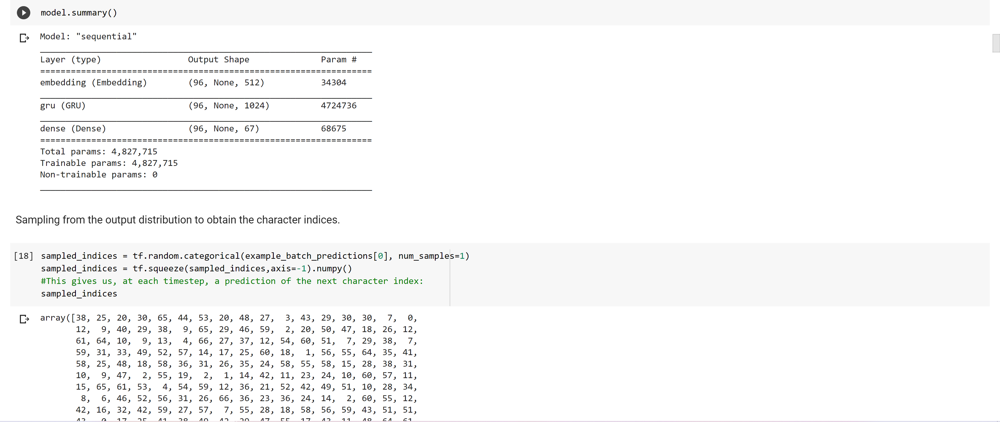 model.summary()
Model: "sequential"
_________________________________________________________________
Layer (type)                 Output Shape              Param #
=================================================================
embedding (Embedding)        (96, None, 512)           34304
_________________________________________________________________
gru (GRU)                    (96, None, 1024)          4724736
_________________________________________________________________
dense (Dense)                (96, None, 67)            68675
=================================================================
Total params: 4,827,715
Trainable params: 4,827,715
Non-trainable params: 0
_________________________________________________________________
Sampling from the output distribution to obtain the character indices.
[18] sampled_indices = tf.random.categorical(example_batch_predictions[0], num_samples=1)
sampled_indices = tf.squeeze(sampled_indices,axis=-1).numpy()
#This gives us, at each timestep, a prediction of the next character index:
sampled_indices
array([38, 25, 20, 30, 65, 44, 53, 20, 48, 27,  3, 43, 29, 30, 30,  7,  0,
12,  9, 40, 29, 38,  9, 65, 29, 46, 59,  2, 20, 50, 47, 18, 26, 12,
61, 64, 10,  9, 13,  4, 66, 27, 37, 12, 54, 60, 51,  7, 29, 38,  7,
59, 31, 33, 49, 52, 57, 14, 17, 25, 60, 18,  1, 56, 55, 64, 35, 41,
58, 25, 48, 18, 58, 36, 31, 26, 35, 24, 58, 55, 58, 15, 28, 38, 31,
10,  9, 47,  2, 55, 19,  2,  1, 14, 42, 11, 23, 24, 10, 60, 57, 11,
15, 65, 61, 53,  4, 54, 59, 12, 36, 21, 52, 42, 49, 51, 10, 28, 34,
8,  6, 46, 52, 56, 31, 26, 66, 36, 23, 36, 24, 14,  2, 60, 55, 12,
42, 16, 32, 42, 59, 27, 57,  7, 55, 28, 18, 58, 56, 59, 43, 51, 51,